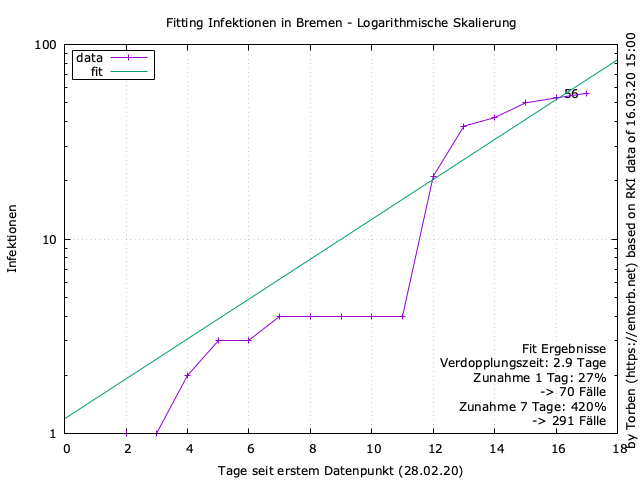 Fitting Infektionen in Bremen - Logarithmische Skalierung
100
data
fit
56
10
1
Infektionen
Fit Ergebnisse
Verdopplungszeit: 2.9 Tage
Zunahme 1 Tag: 27%
-> 70 Fälle
Zunahme 7 Tage: 420%
-> 291 Fälle
0 2 4 6 8 10 12 14 16 18
Tage seit erstem Datenpunkt (28.02.20)
by Torben (https://entorb.net) based on RKI data of 16.03.20 15:00